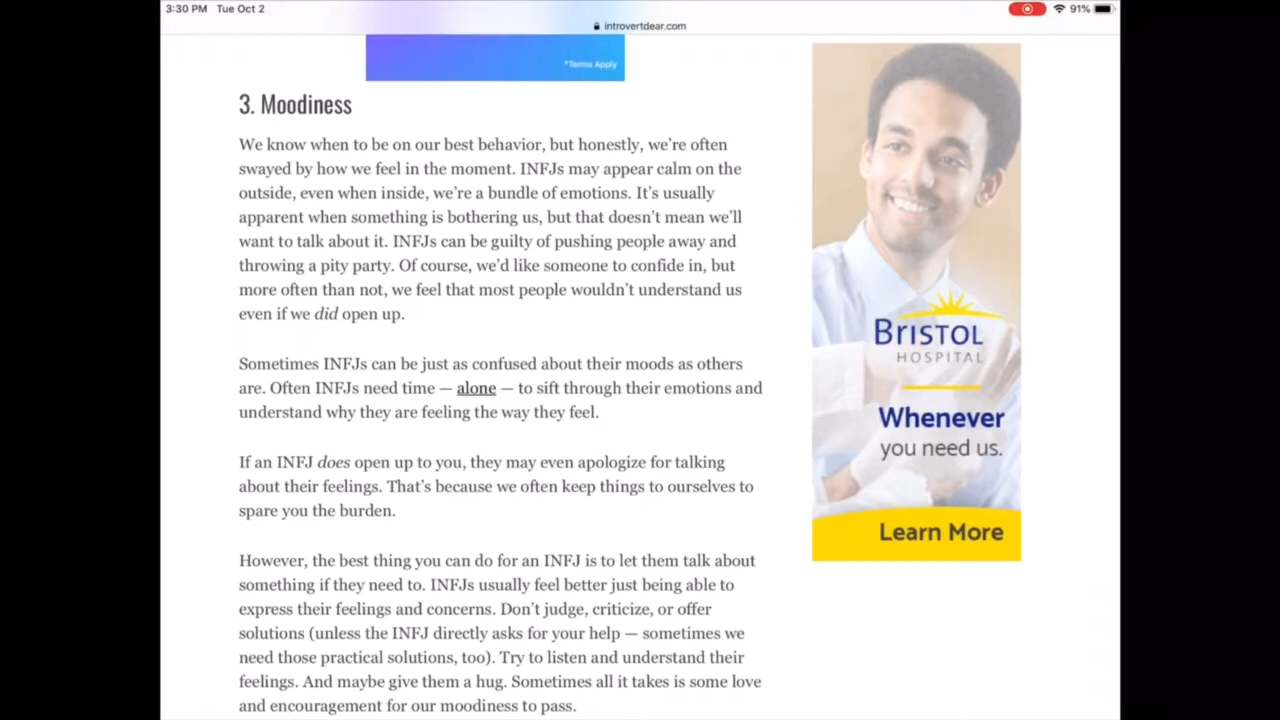 3:30 PM Tue Oct 2
91%
introvertdear.com
*Terms Apply
3. Moodiness
We know when to be on our best behavior, but honestly, we’re often
swayed by how we feel in the moment. INFJs may appear calm on the
outside, even when inside, we’re a bundle of emotions. It’s usually
apparent when something is bothering us, but that doesn’t mean we’ll
want to talk about it. INFJs can be guilty of pushing people away and
throwing a pity party. Of course, we’d like someone to confide in, but
more often than not, we feel that most people wouldn’t understand us
even if we did open up.
Sometimes INFJs can be just as confused about their moods as others
are. Often INFJs need time — alone — to sift through their emotions and
understand why they are feeling the way they feel.
If an INFJ does open up to you, they may even apologize for talking
about their feelings. That’s because we often keep things to ourselves to
spare you the burden.
However, the best thing you can do for an INFJ is to let them talk about
something if they need to. INFJs usually feel better just being able to
express their feelings and concerns. Don’t judge, criticize, or offer
solutions (unless the INFJ directly asks for your help — sometimes we
need those practical solutions, too). Try to listen and understand their
feelings. And maybe give them a hug. Sometimes all it takes is some love
and encouragement for our moodiness to pass.
BRISTOL
HOSPITAL
Whenever
you need us.
Learn More